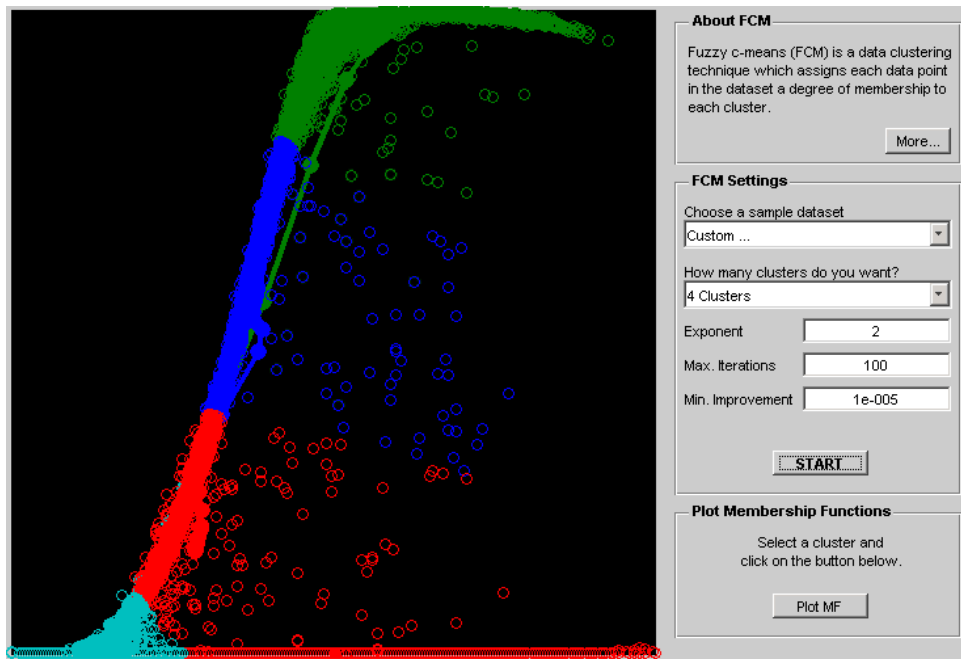 About FCM
Fuzzy c-means (FCM) is a data clustering
technique which assigns each data point
in the dataset a degree of membership to
each cluster.
More...
FCM Settings
Choose a sample dataset
Custom ...
How many clusters do you want?
4 Clusters
Exponent 2
Max. Iterations 100
Min. Improvement 1e-005
START
Plot Membership Functions
Select a cluster and
click on the button below.
Plot MF